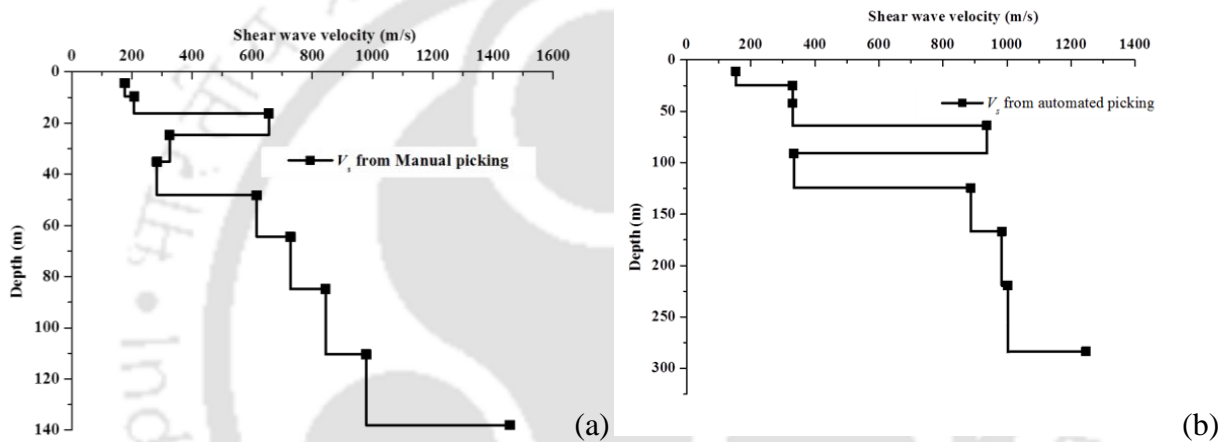 Shear wave velocity (m/s)
0 200 400 600 800 1000 1200 1400 1600
0
20
40
60
80
100
120
140
Depth (m)
Vs from Manual picking
(a)
Shear wave velocity (m/s)
0 200 400 600 800 1000 1200 1400
0
50
100
150
200
250
300
Depth (m)
Vs from automated picking
(b)